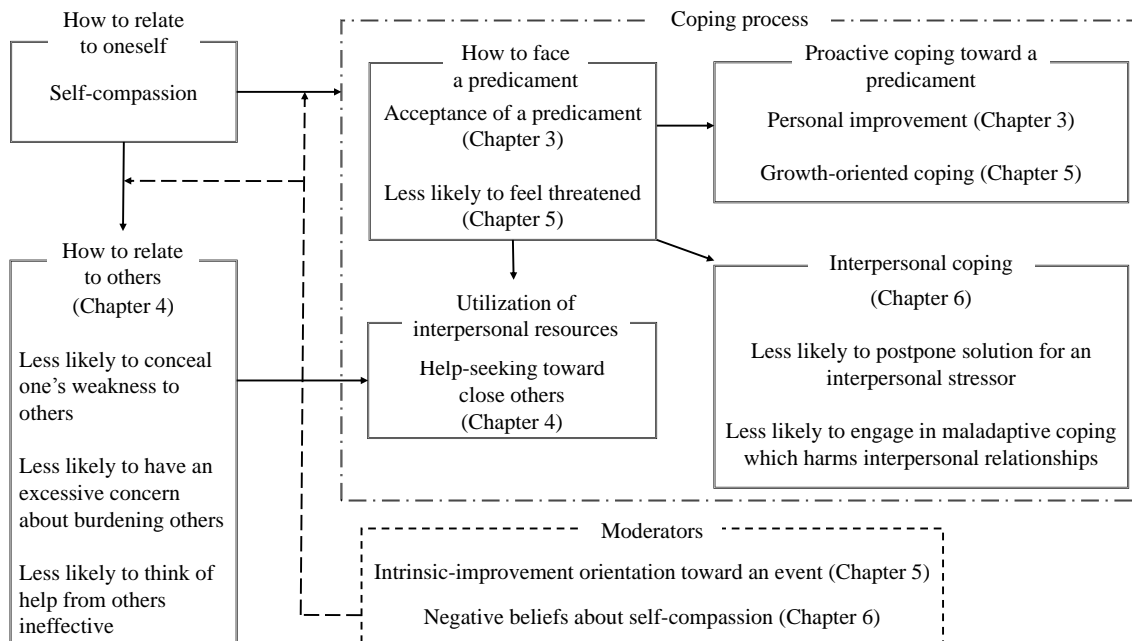 How to relate
to oneself
Self-compassion
How to relate
to others
(Chapter 4)
Less likely to conceal
one’s weakness to
others
Less likely to have an
excessive concern
about burdening others
Less likely to think of
help from others
ineffective
Coping process
How to face
a predicament
Acceptance of a predicament
(Chapter 3)
Less likely to feel threatened
(Chapter 5)
Proactive coping toward a
predicament
Personal improvement (Chapter 3)
Growth-oriented coping (Chapter 5)
Utilization of
interpersonal resources
Help-seeking toward
close others
(Chapter 4)
Interpersonal coping
(Chapter 6)
Less likely to postpone solution for an
interpersonal stressor
Less likely to engage in maladaptive coping
which harms interpersonal relationships
Moderators
Intrinsic-improvement orientation toward an event (Chapter 5)
Negative beliefs about self-compassion (Chapter 6)